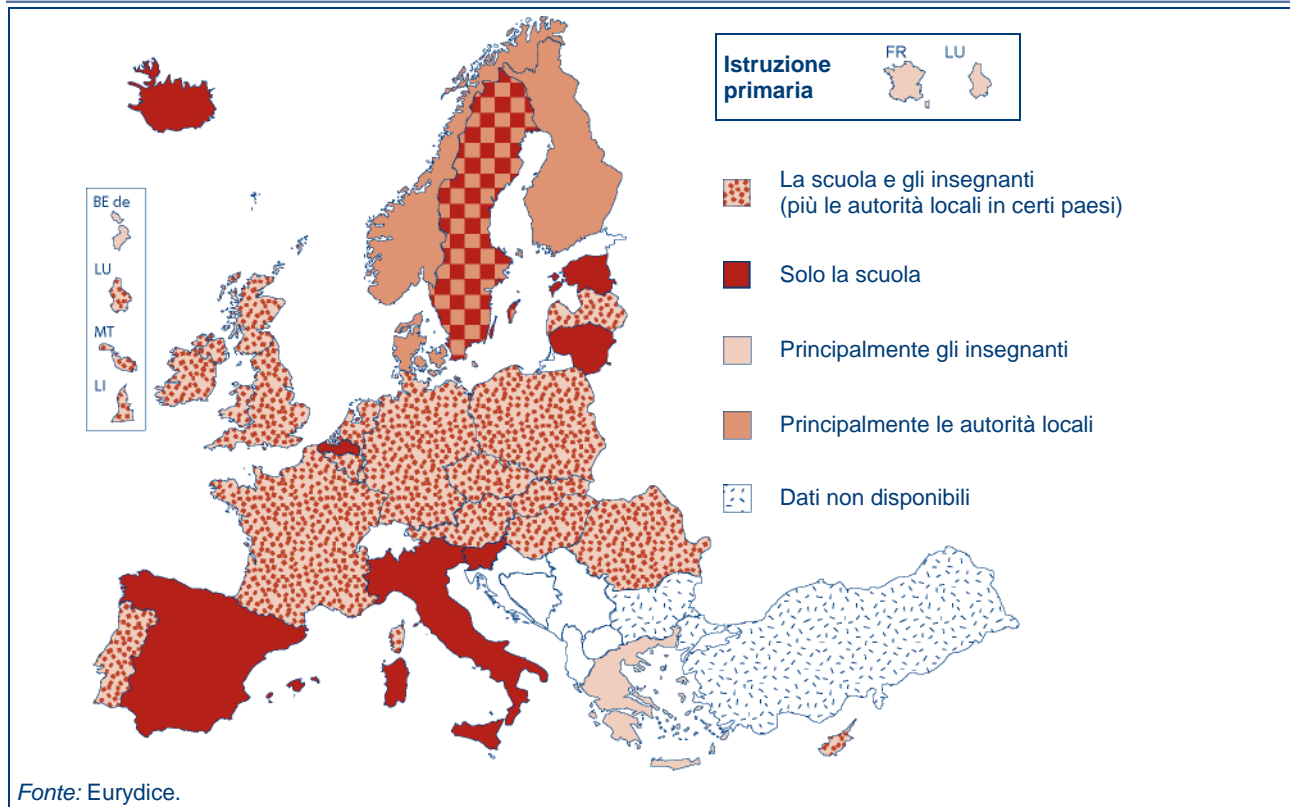 Istruzione
primaria
FR
LU
La scuola e gli insegnanti
(più le autorità locali in certi paesi)
BE de
LU
MT
LI
Solo la scuola
Principalmente gli insegnanti
Principalmente le autorità locali
Dati non disponibili
Fonte: Eurydice.